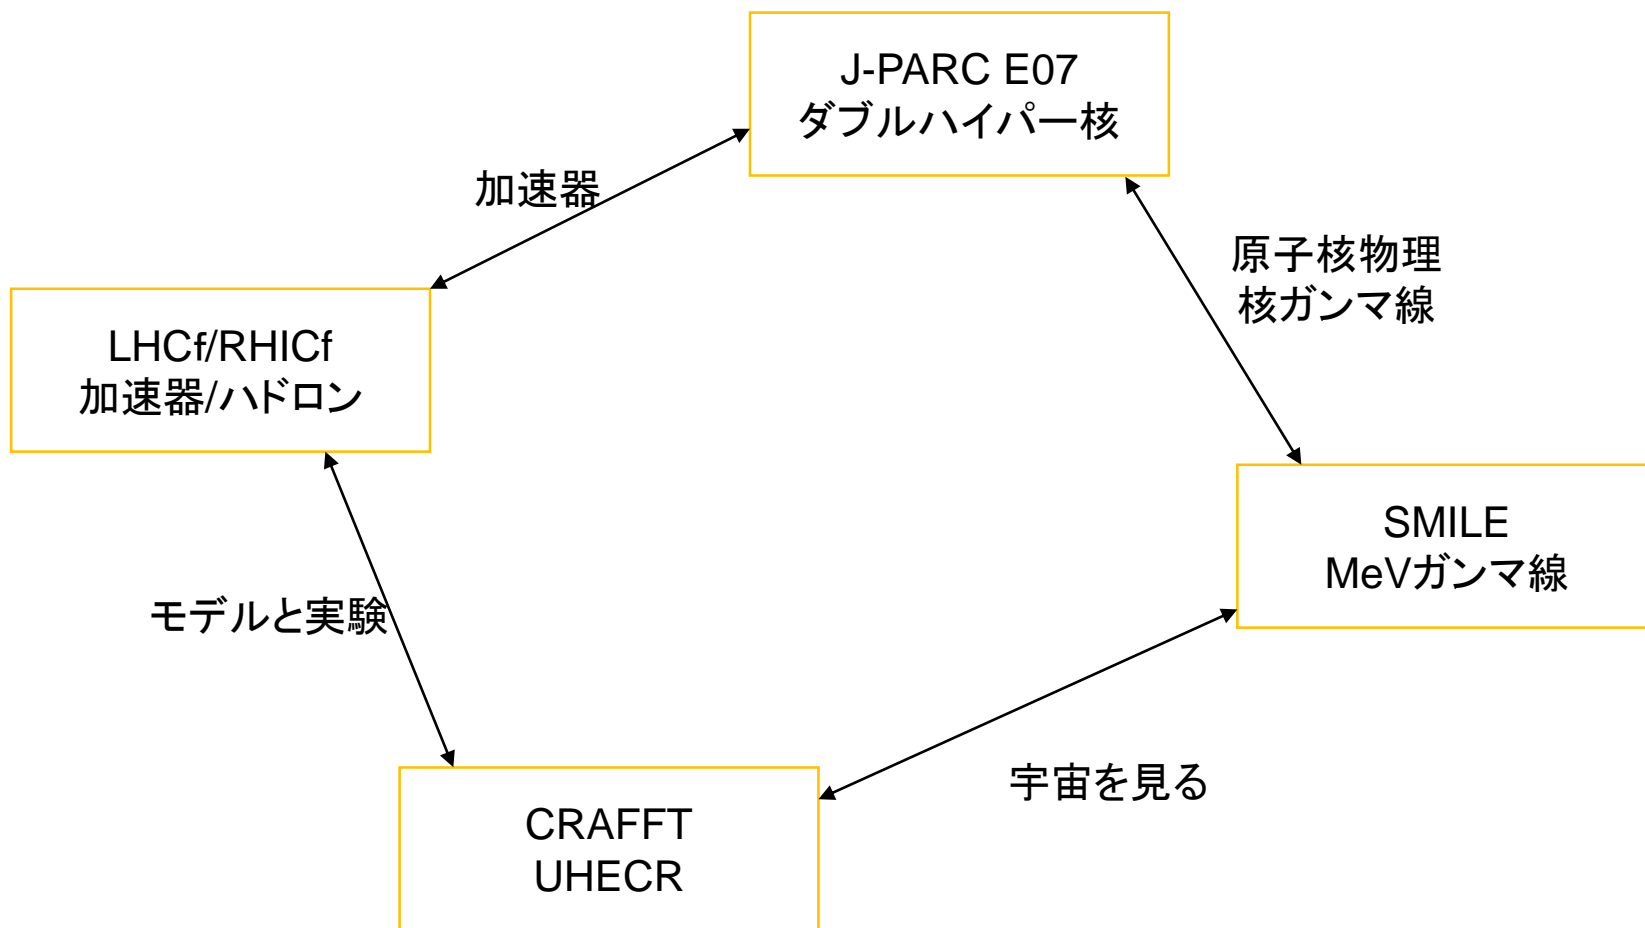 J-PARC E07
ダブルハイパー核
加速器
原子核物理
核ガンマ線
LHCf/RHICf
加速器/ハドロン
SMILE
MeVガンマ線
モデルと実験
宇宙を見る
CRAFFT
UHECR